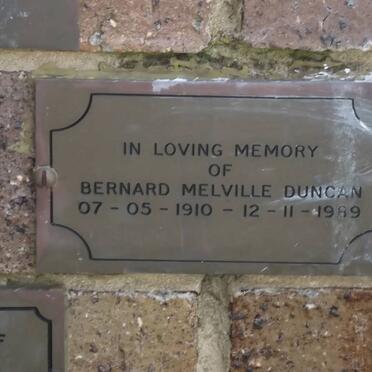 IN LOVING MEMORY
OF
BERNARD MELVILLE DUNCAN
07 - 05 - 1910 - 12 - 11 - 1989